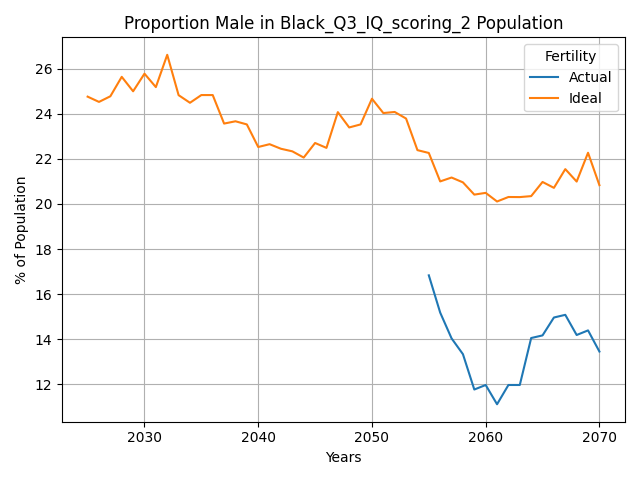 Proportion Male in Black_Q3_IQ_scoring_2 Population
Fertility
Actual
Ideal
26
24
22
20
18
16
14
12
% of Population
2030 2040 2050 2060 2070
Years